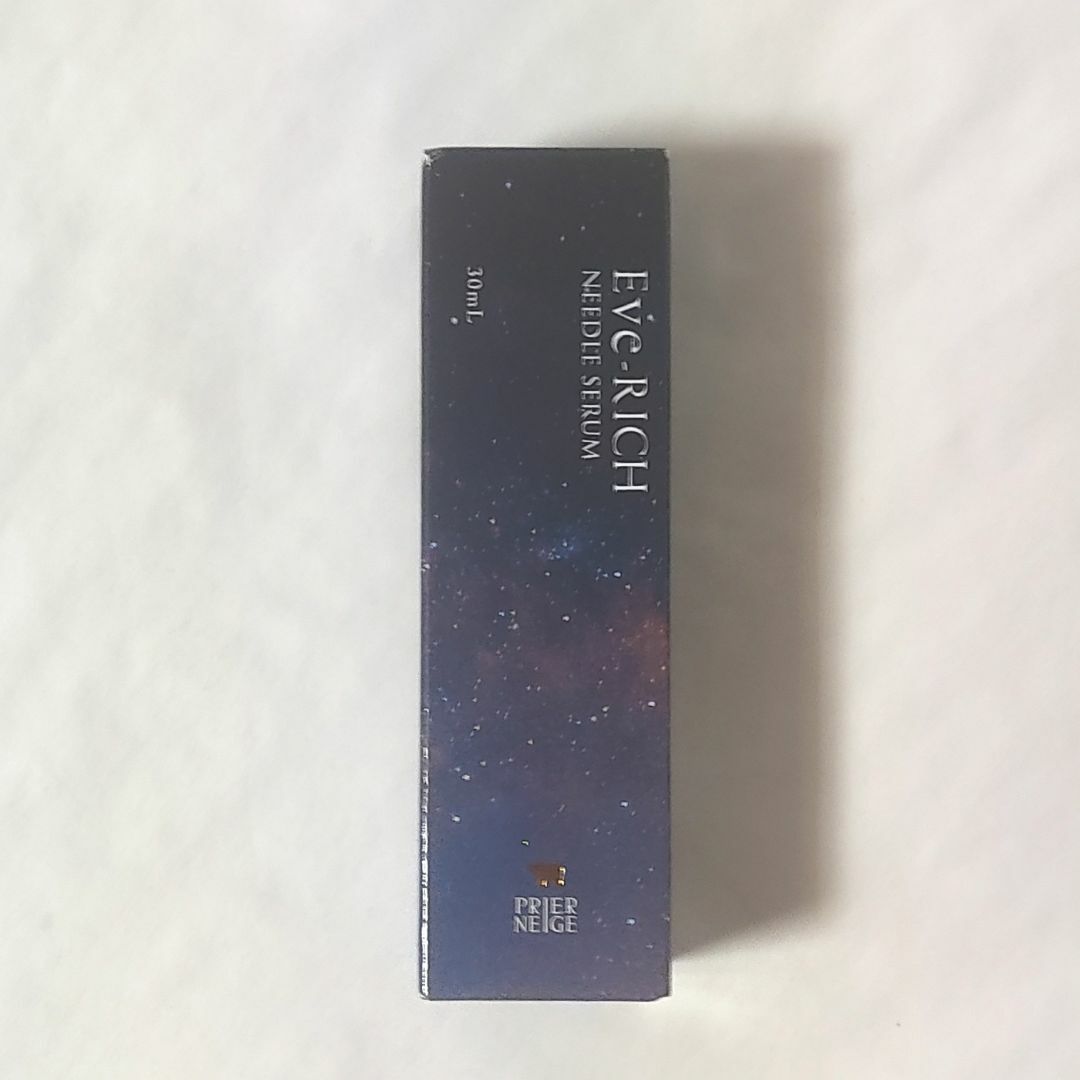 Eve-RICH
NEEDLE SERUM
30mL
PRIER
NEIGE